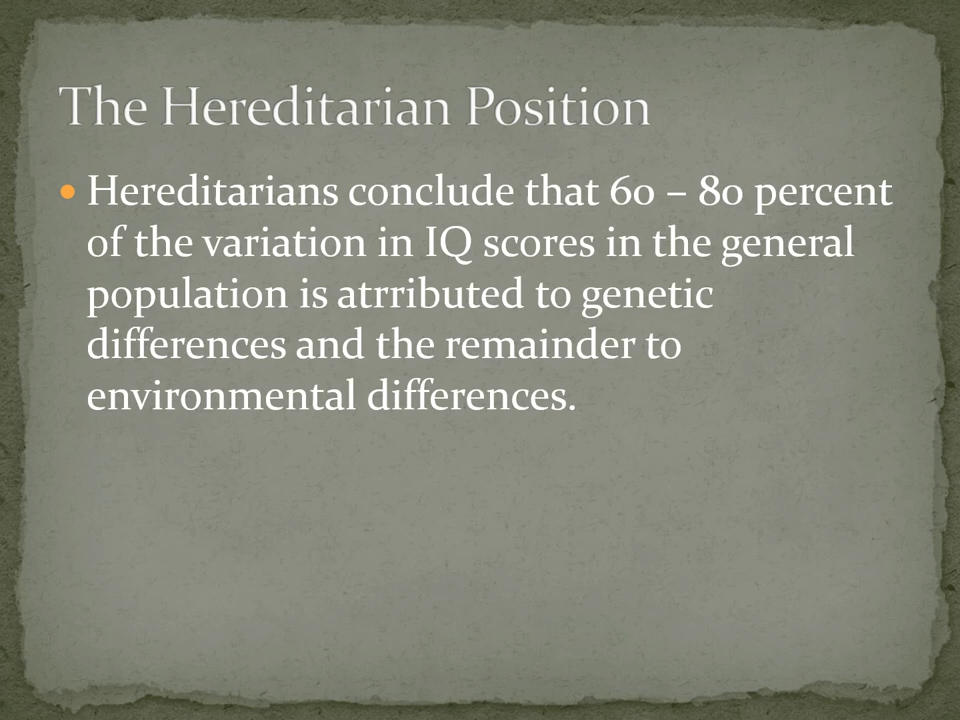 The Hereditarian Position
• Hereditarians conclude that 60 – 80 percent
of the variation in IQ scores in the general
population is atrributed to genetic
differences and the remainder to
environmental differences.